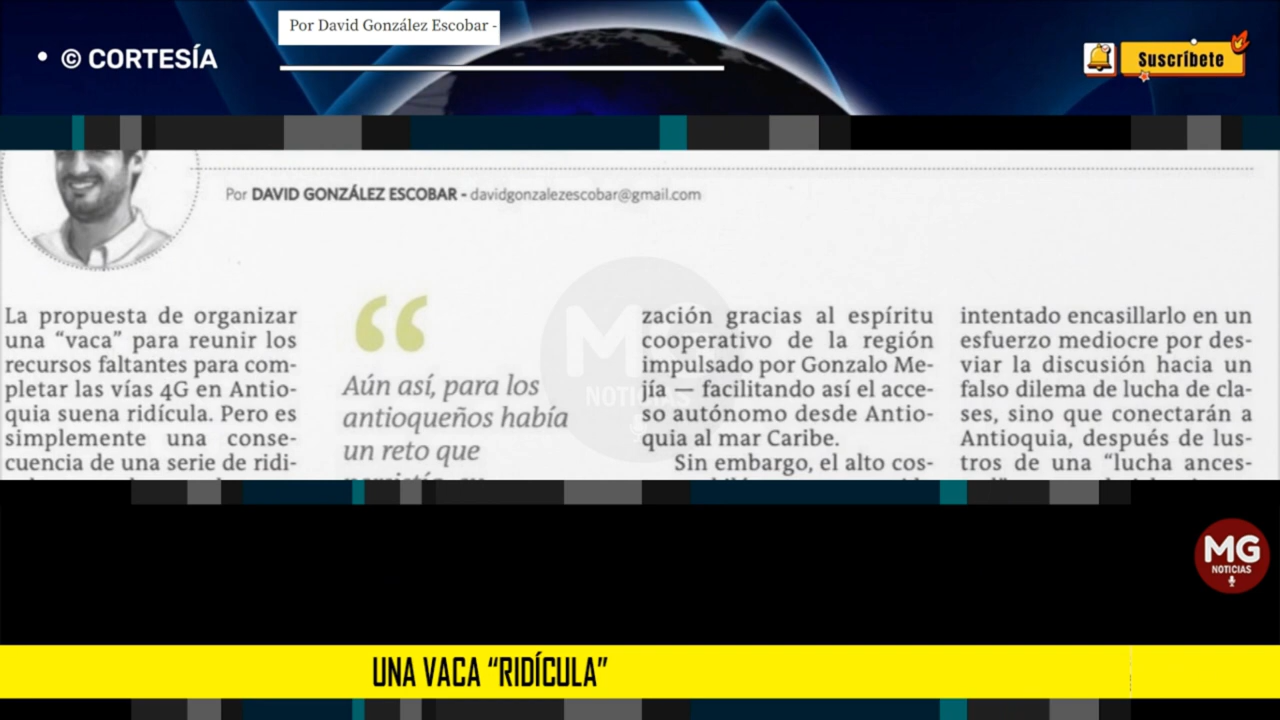 Por David González Escobar -
• © CORTESÍA
Suscríbete
Por DAVID GONZÁLEZ ESCOBAR - davidgonzalezescobar@gmail.com
La propuesta de organizar
una “vaca” para reunir los
recursos faltantes para com-
pletar las vías 4G en Antio-
quia suena ridícula. Pero es
simplemente una conse-
cuencia de una serie de ridi-
“
Aún así, para los
antioqueños había
un reto que
zación gracias al espíritu
cooperativo de la región
impulsado por Gonzalo Me-
jía — facilitando así el acce-
so autónomo desde Antio-
quia al mar Caribe.
Sin embargo, el alto cos-
intentado encasillarlo en un
esfuerzo mediocre por des-
viar la discusión hacia un
falso dilema de lucha de cla-
ses, sino que conectarán a
Antioquia, después de lus-
tros de una “lucha ances-
MG
NOTICIAS
MG
NOTICIAS
UNA VACA “RIDÍCULA”